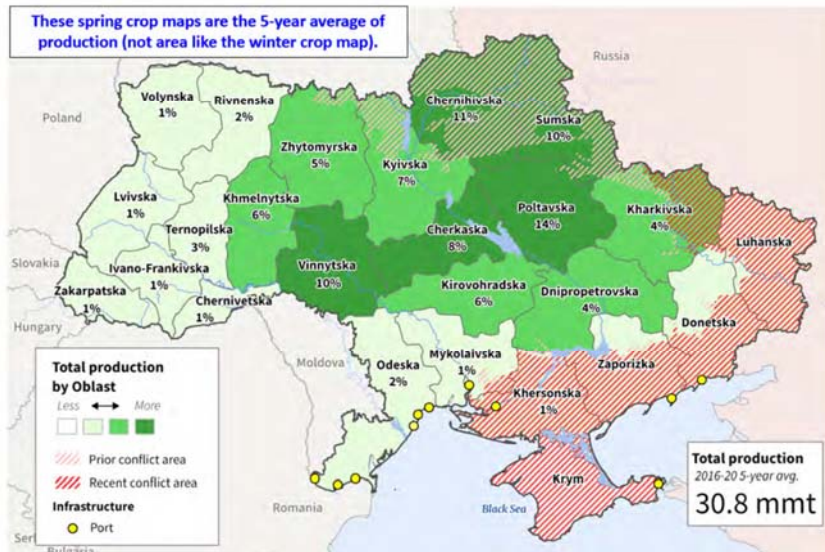 These spring crop maps are the 5-year average of
production (not area like the winter crop map).
Russia
Poland
Volynska
1%
Rivnenska
2%
Zhytomyrska
5%
Kyivska
7%
Chernihivska
11%
Sumska
10%
Lvivska
1%
Ternopilska
3%
Khmelnytska
6%
Vinnytska
10%
Cherkaska
8%
Poltavska
14%
Kharkivska
4%
Luhanska
Slovakia
Ivano-Frankivska
1%
Zakarpatska
1%
Chernivetska
1%
Kirovohradska
6%
Dnipropetrovska
4%
Donetska
Hungary
Moldova
Odeska
2%
Mykolaivska
1%
Zaporizka
Khersonska
1%
Krym
Black Sea
Romania
Bulgaria
Total production
by Oblast
Less More
Prior conflict area
Recent conflict area
Infrastructure
Port
Total production
2016-20 5-year avg.
30.8 mmt